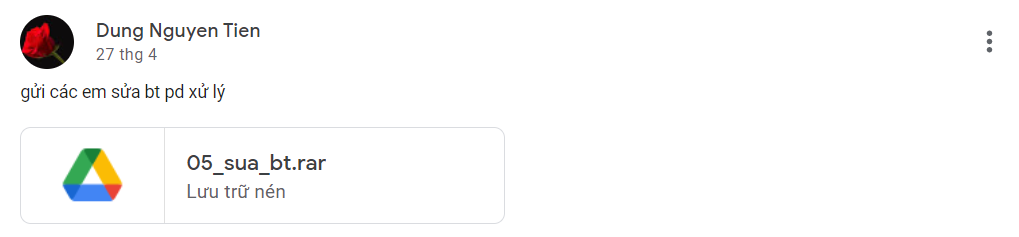 Dung Nguyen Tien
27 thg 4
gửi các em sửa bt pd xử lý
05_sua_bt.rar
Lưu trữ nén